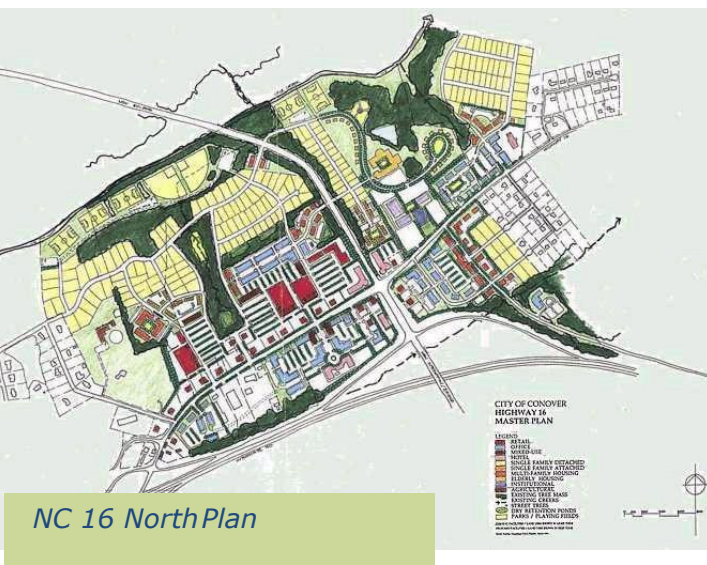 CITY OF CONOVER
HIGHWAY 16
MASTER PLAN
LEGEND
RETAIL
OFFICE
MIXED-USE
HOTEL
SINGLE FAMILY DETACHED
SINGLE FAMILY ATTACHED
MULTI-FAMILY HOUSING
ELDERLY HOUSING
INSTITUTIONAL
AGRICULTURAL
EXISTING TREE MASS
EXISTING CREEKS
STREET TREES
DRY RETENTION PONDS
PARKS / PLAYING FIELDS
NC 16 North Plan